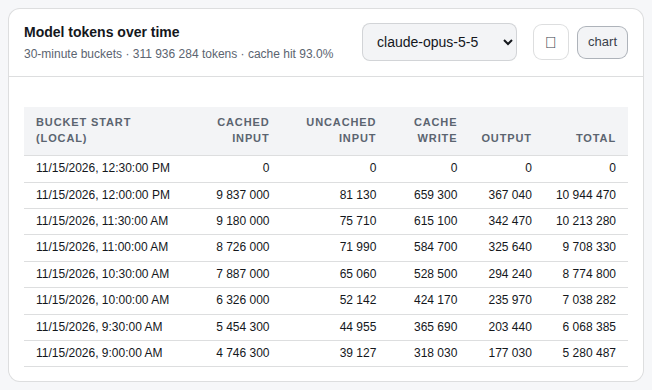 Model tokens over time
30-minute buckets · 311 936 284 tokens · cache hit 93.0%
claude-opus-5-5
chart
BUCKET START (LOCAL) CACHED INPUT UNCACHED INPUT CACHE WRITE OUTPUT TOTAL
11/15/2026, 12:30:00 PM 0 0 0 0 0
11/15/2026, 12:00:00 PM 9 837 000 81 130 659 300 367 040 10 944 470
11/15/2026, 11:30:00 AM 9 180 000 75 710 615 100 342 470 10 213 280
11/15/2026, 11:00:00 AM 8 726 000 71 990 584 700 325 640 9 708 330
11/15/2026, 10:30:00 AM 7 887 000 65 060 528 500 294 240 8 774 800
11/15/2026, 10:00:00 AM 6 326 000 52 142 424 170 235 970 7 038 282
11/15/2026, 9:30:00 AM 5 454 300 44 955 365 690 203 440 6 068 385
11/15/2026, 9:00:00 AM 4 746 300 39 127 318 030 177 030 5 280 487